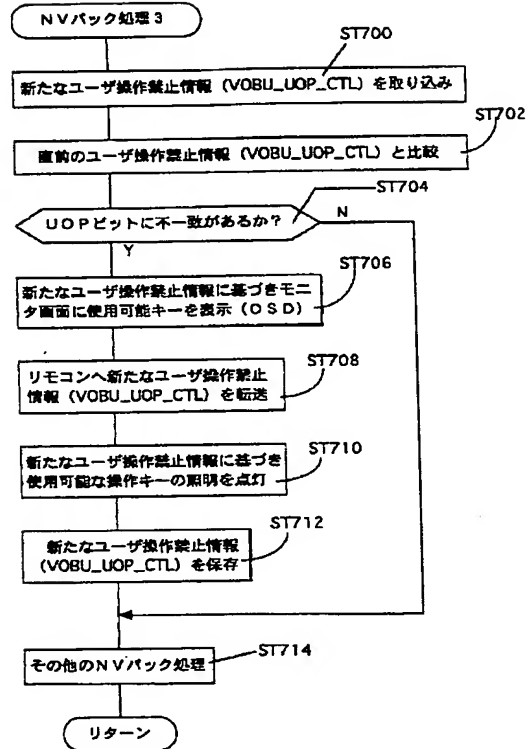 NVパック処理3
ST700
新たなユーザ操作禁止情報(VOBU_UOP_CTL)を取り込み
ST702
直前のユーザ操作禁止情報(VOBU_UOP_CTL)と比較
ST704
UOPビットに不一致があるか?
N
Y
ST706
新たなユーザ操作禁止情報に基づきモニ
タ画面に使用可能キーを表示(OSD)
ST708
リモコンへ新たなユーザ操作禁止
情報(VOBU_UOP_CTL)を転送
ST710
新たなユーザ操作禁止情報に基づき
使用可能な操作キーの照明を点灯
ST712
新たなユーザ操作禁止情報
(VOBU_UOP_CTL)を保存
ST714
その他のNVパック処理
リターン